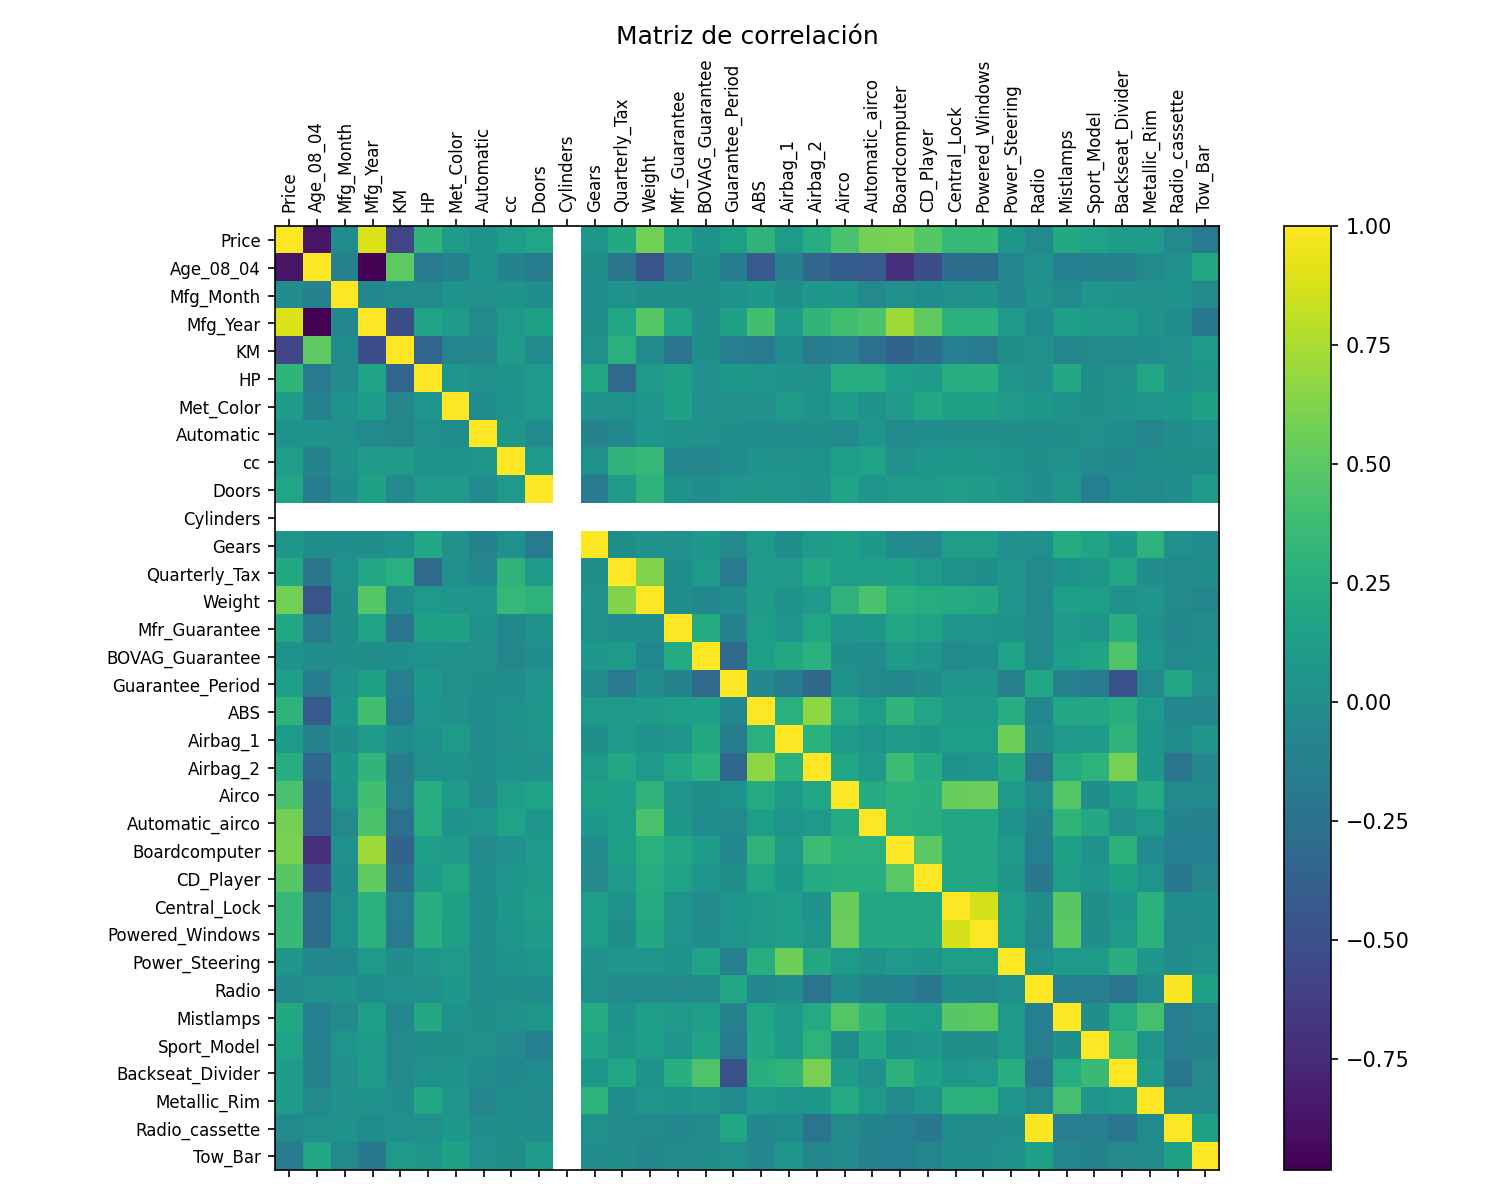 Matriz de correlación
Price
Age_08_04
Mfg_Month
Mfg_Year
KM
HP
Met_Color
Automatic
cc
Doors
Cylinders
Gears
Quarterly_Tax
Weight
Mfr_Guarantee
BOVAG_Guarantee
Guarantee_Period
ABS
Airbag_1
Airbag_2
Airco
Automatic_airco
Boardcomputer
CD_Player
Central_Lock
Powered_Windows
Power_Steering
Radio
Mistlamps
Sport_Model
Backseat_Divider
Metallic_Rim
Radio_cassette
Tow_Bar
Price
Age_08_04
Mfg_Month
Mfg_Year
KM
HP
Met_Color
Automatic
cc
Doors
Cylinders
Gears
Quarterly_Tax
Weight
Mfr_Guarantee
BOVAG_Guarantee
Guarantee_Period
ABS
Airbag_1
Airbag_2
Airco
Automatic_airco
Boardcomputer
CD_Player
Central_Lock
Powered_Windows
Power_Steering
Radio
Mistlamps
Sport_Model
Backseat_Divider
Metallic_Rim
Radio_cassette
Tow_Bar
1.00
0.75
0.50
0.25
0.00
−0.25
−0.50
−0.75